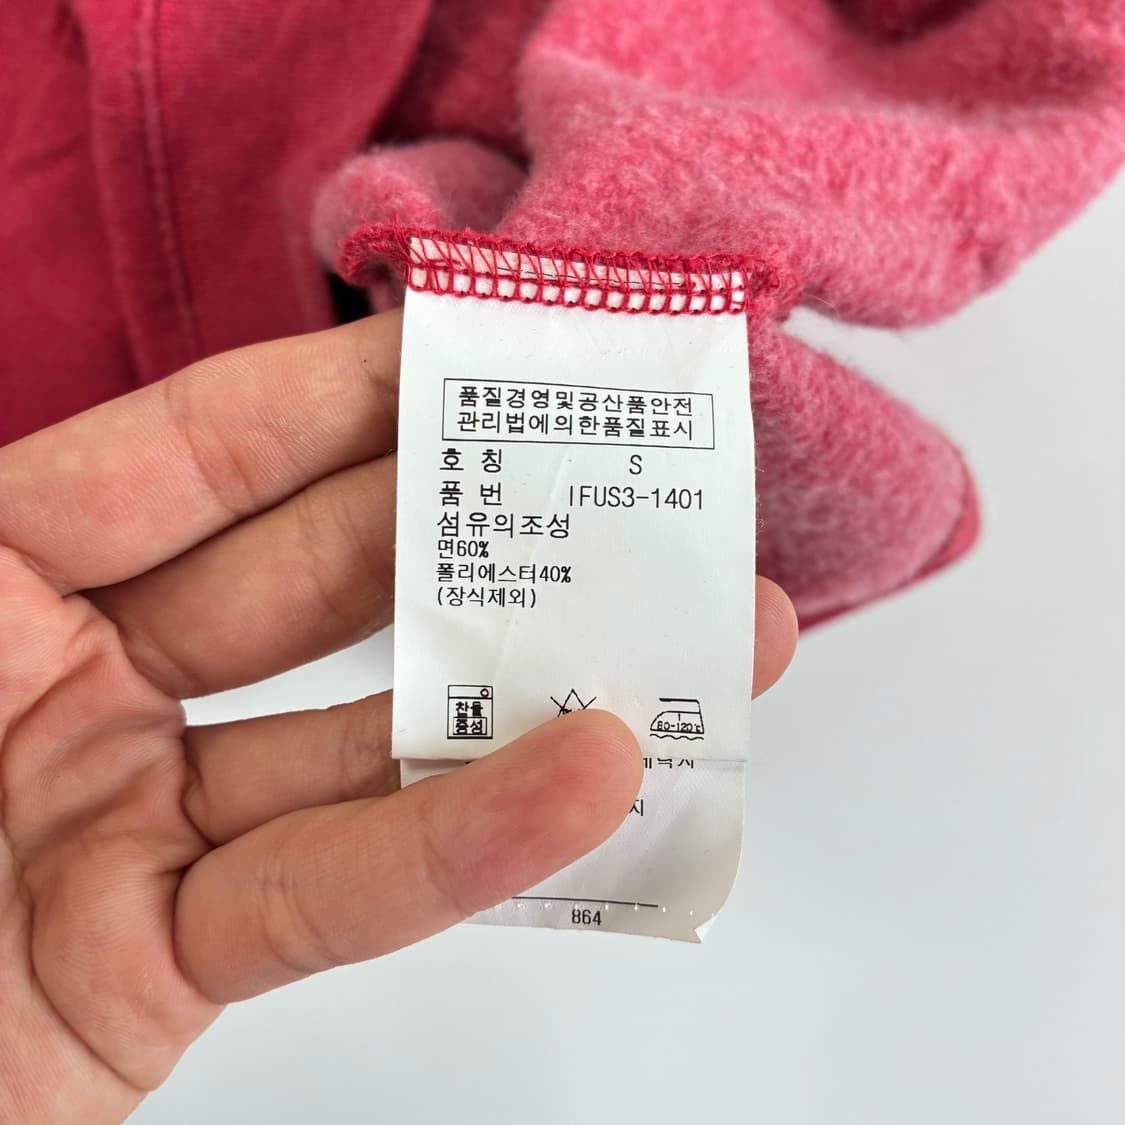 품질경영및공산품안전
관리법에의한품질표시
호 칭 S
품 번 IFUS3-1401
섬유의조성
면60%
폴리에스터40%
(장식제외)
찬물
중성
80-120℃
지
864